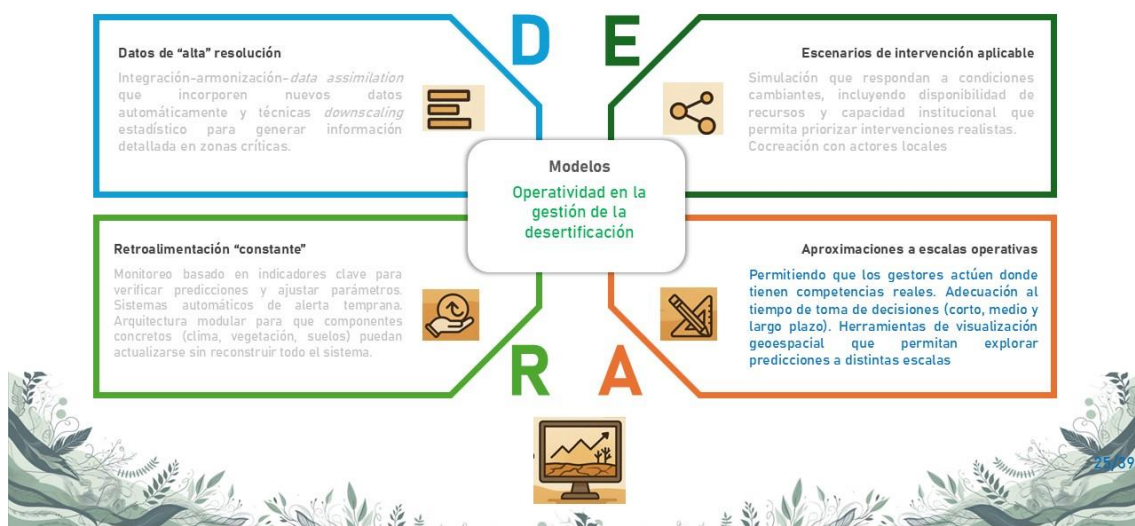 D E
Datos de “alta” resolución
Integración-armonización-data assimilation
que incorporen nuevos datos
automáticamente y técnicas downscaling
estadístico para generar información
detallada en zonas críticas.
Escenarios de intervención aplicable
Simulación que respondan a condiciones
cambiantes, incluyendo disponibilidad de
recursos y capacidad institucional que
permita priorizar intervenciones realistas.
Cocreación con actores locales
Modelos
Operatividad en la
gestión de la
desertificación
Retroalimentación “constante”
Monitoreo basado en indicadores clave para
verificar predicciones y ajustar parámetros.
Sistemas automáticos de alerta temprana.
Arquitectura modular para que componentes
concretos (clima, vegetación, suelos) puedan
actualizarse sin reconstruir todo el sistema.
Aproximaciones a escalas operativas
Permitiendo que los gestores actúen donde
tienen competencias reales. Adecuación al
tiempo de toma de decisiones (corto, medio y
largo plazo). Herramientas de visualización
geoespacial que permitan explorar
predicciones a distintas escalas
R A
25/39